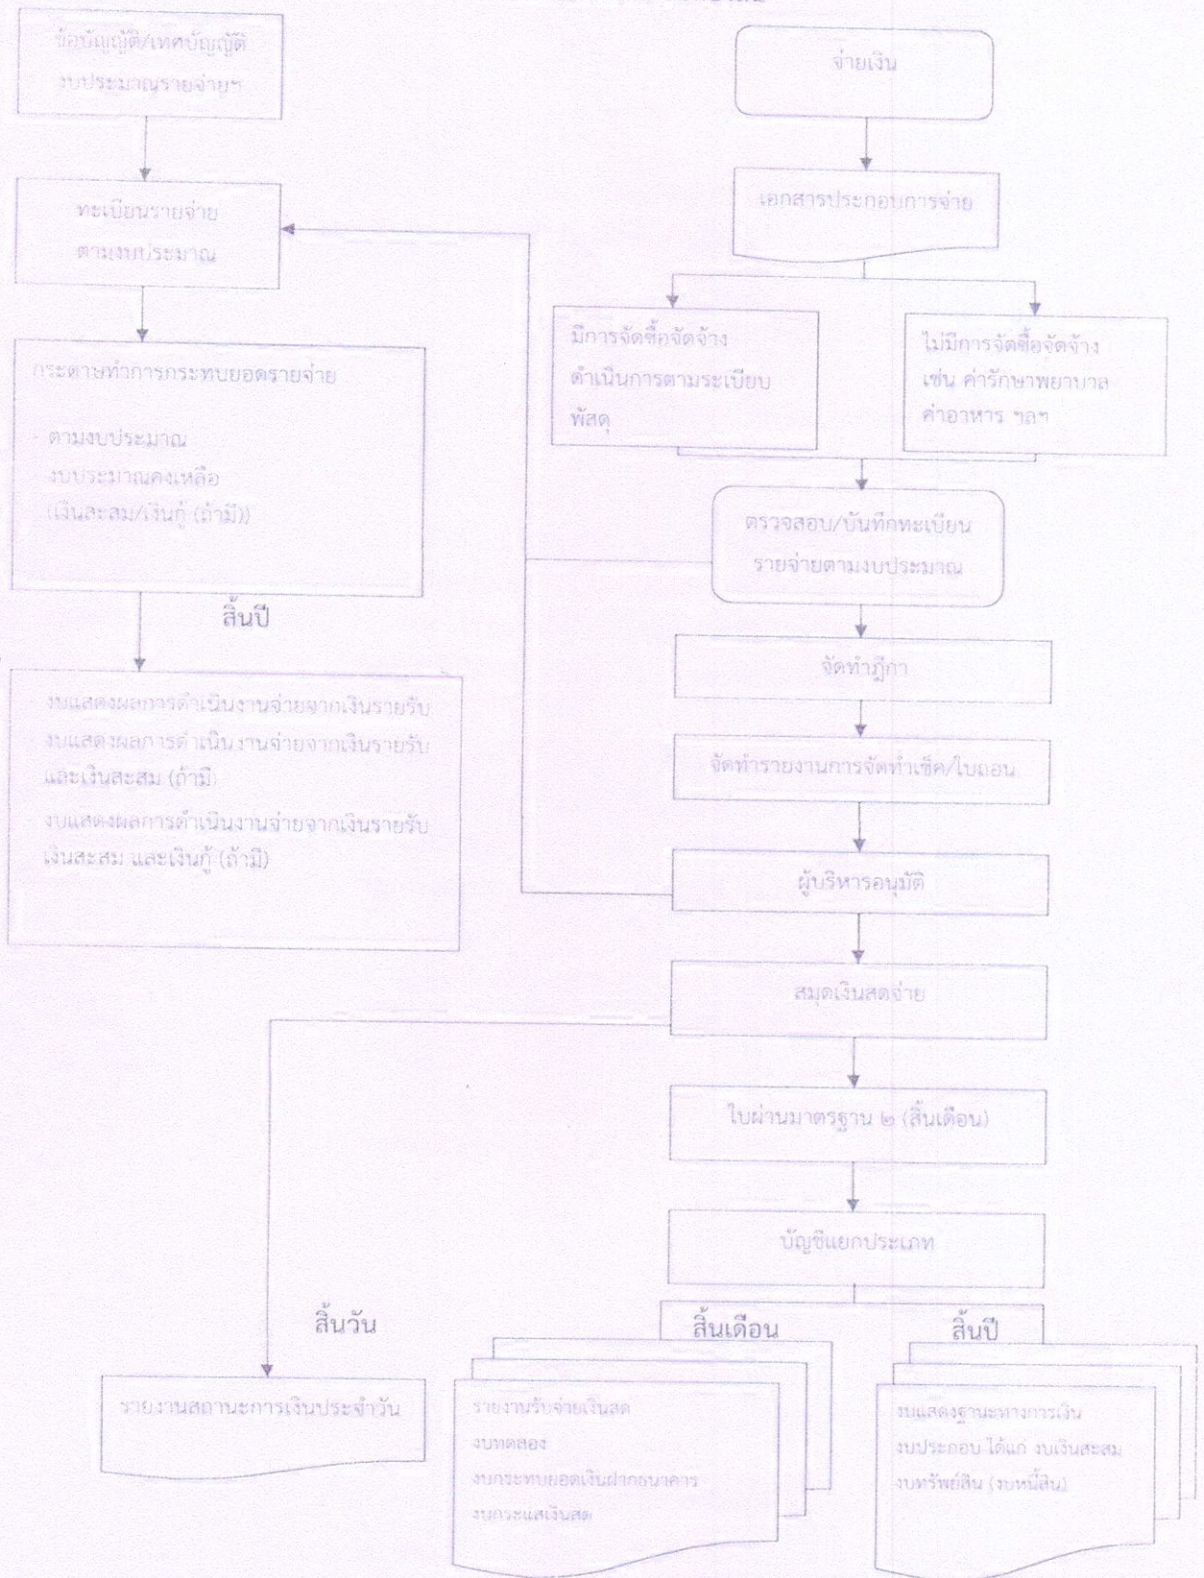 ข้อบัญญัติ/เทศบัญญัติ
งบประมาณรายจ่ายฯ
ทะเบียนรายจ่าย
ตามงบประมาณ
กระดาษทำการกระทบยอดรายจ่าย
- ตามงบประมาณ
งบประมาณคงเหลือ
(เงินสะสม/เงินกู้ (ถ้ามี))
สิ้นปี
งบแสดงผลการดำเนินงานจ่ายจากเงินรายรับ
งบแสดงผลการดำเนินงานจ่ายจากเงินรายรับ
และเงินสะสม (ถ้ามี)
งบแสดงผลการดำเนินงานจ่ายจากเงินรายรับ
เงินสะสม และเงินกู้ (ถ้ามี)
จ่ายเงิน
เอกสารประกอบการจ่าย
มีการจัดซื้อจัดจ้าง
ดำเนินการตามระเบียบ
พัสดุ
ไม่มีการจัดซื้อจัดจ้าง
เช่น ค่ารักษาพยาบาล
ค่าอาหาร ฯลฯ
ตรวจสอบ/บันทึกทะเบียน
รายจ่ายตามงบประมาณ
จัดทำฎีกา
จัดทำรายงานการจัดทำเช็ค/ใบถอน
ผู้บริหารอนุมัติ
สมุดเงินสดจ่าย
ใบผ่านมาตรฐาน ๒ (สิ้นเดือน)
บัญชีแยกประเภท
สิ้นวัน
รายงานสถานะการเงินประจำวัน
สิ้นเดือน
รายงานรับจ่ายเงินสด
งบทดลอง
งบกระทบยอดเงินฝากธนาคาร
งบกระแสเงินสด
สิ้นปี
งบแสดงฐานะทางการเงิน
งบประกอบ ได้แก่ งบเงินสะสม
งบทรัพย์สิน (งบหนี้สิน)